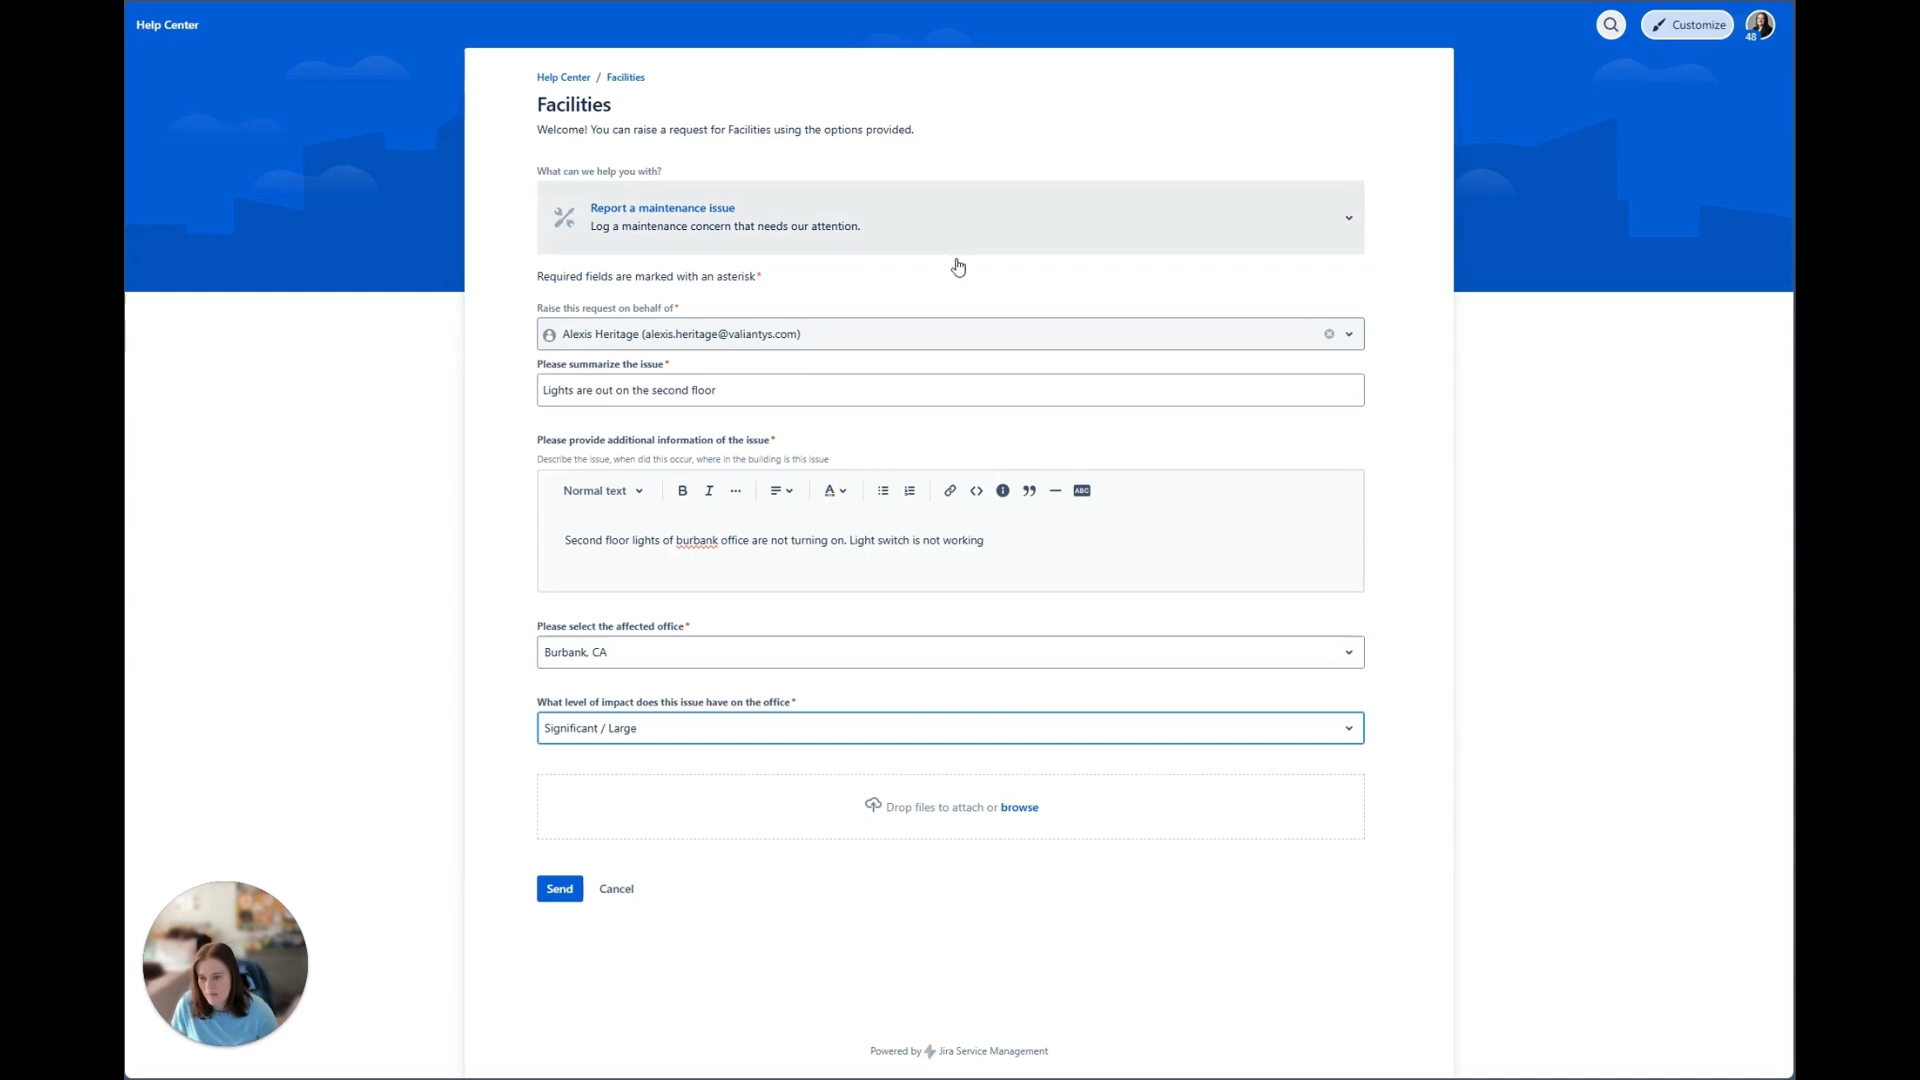 Help Center
Customize
48
Help Center / Facilities
Facilities
Welcome! You can raise a request for Facilities using the options provided.
What can we help you with?
Report a maintenance issue
Log a maintenance concern that needs our attention.
Required fields are marked with an asterisk*
Raise this request on behalf of*
Alexis Heritage (alexis.heritage@valiantys.com)
Please summarize the issue*
Lights are out on the second floor
Please provide additional information of the issue*
Describe the issue, when did this occur, where in the building is this issue
Normal text B I ... A ABC
Second floor lights of burbank office are not turning on. Light switch is not working
Please select the affected office*
Burbank, CA
What level of impact does this issue have on the office*
Significant / Large
Drop files to attach or browse
Send Cancel
Powered by Jira Service Management